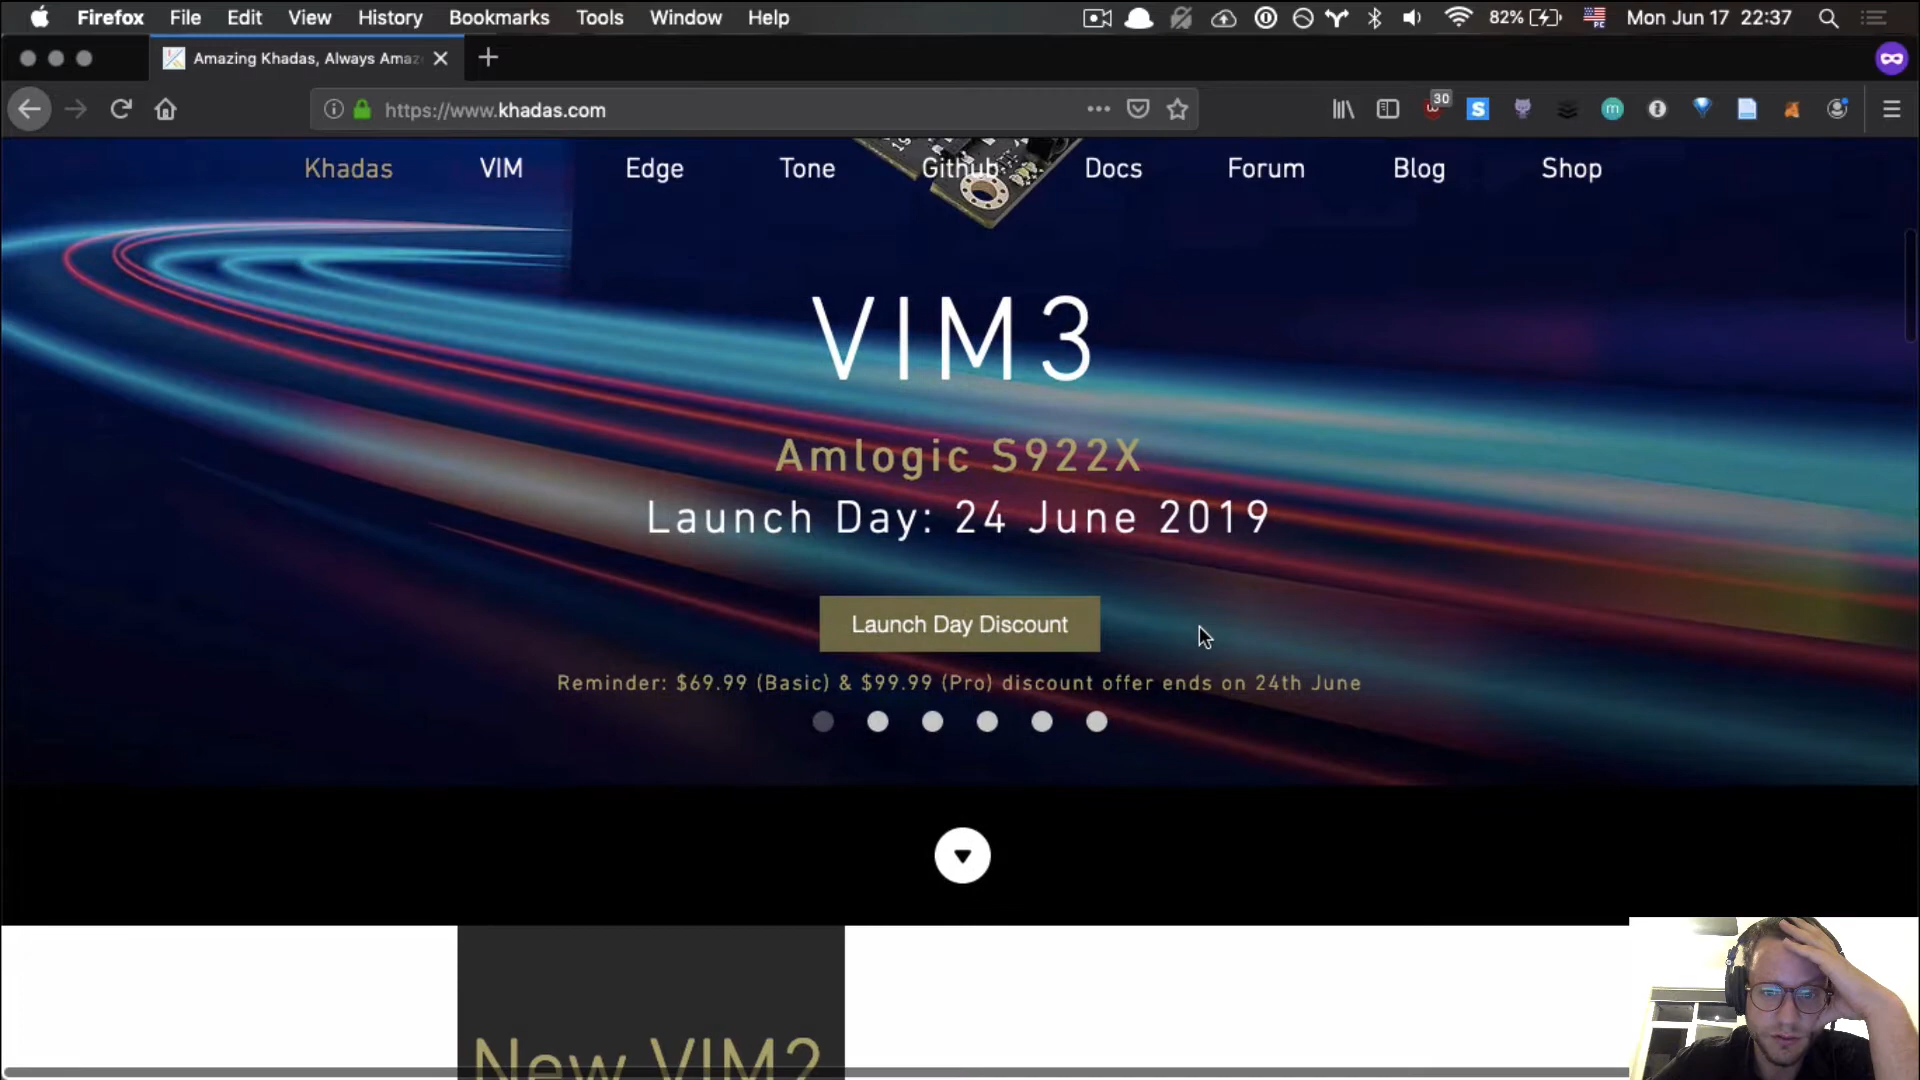 Firefox File Edit View History Bookmarks Tools Window Help 82% Mon Jun 17 22:37
Amazing Khadas, Always Amaz
https://www.khadas.com 30 S m
Khadas VIM Edge Tone Github Docs Forum Blog Shop
VIM3
Amlogic S922X
Launch Day: 24 June 2019
Launch Day Discount
Reminder: $69.99 (Basic) & $99.99 (Pro) discount offer ends on 24th June
New VIM2